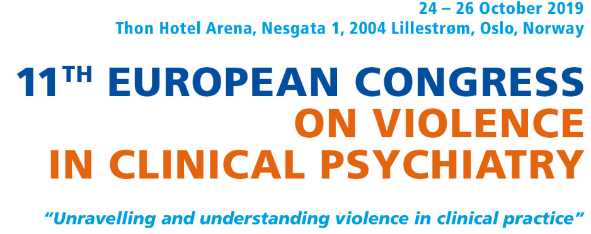 24 – 26 October 2019
Thon Hotel Arena, Nesgata 1, 2004 Lillestrøm, Oslo, Norway
11TH EUROPEAN CONGRESS
ON VIOLENCE
IN CLINICAL PSYCHIATRY
“Unravelling and understanding violence in clinical practice”